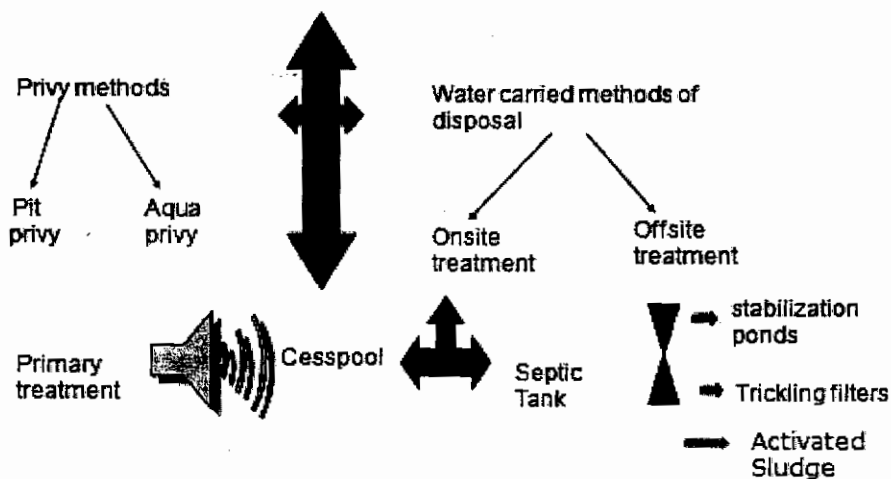 Privy methods
Water carried methods of
disposal
Pit
privy
Aqua
privy
Onsite
treatment
Offsite
treatment
stabilization
ponds
Primary
treatment
Cesspool
Septic
Tank
Trickling filters
Activated
Sludge